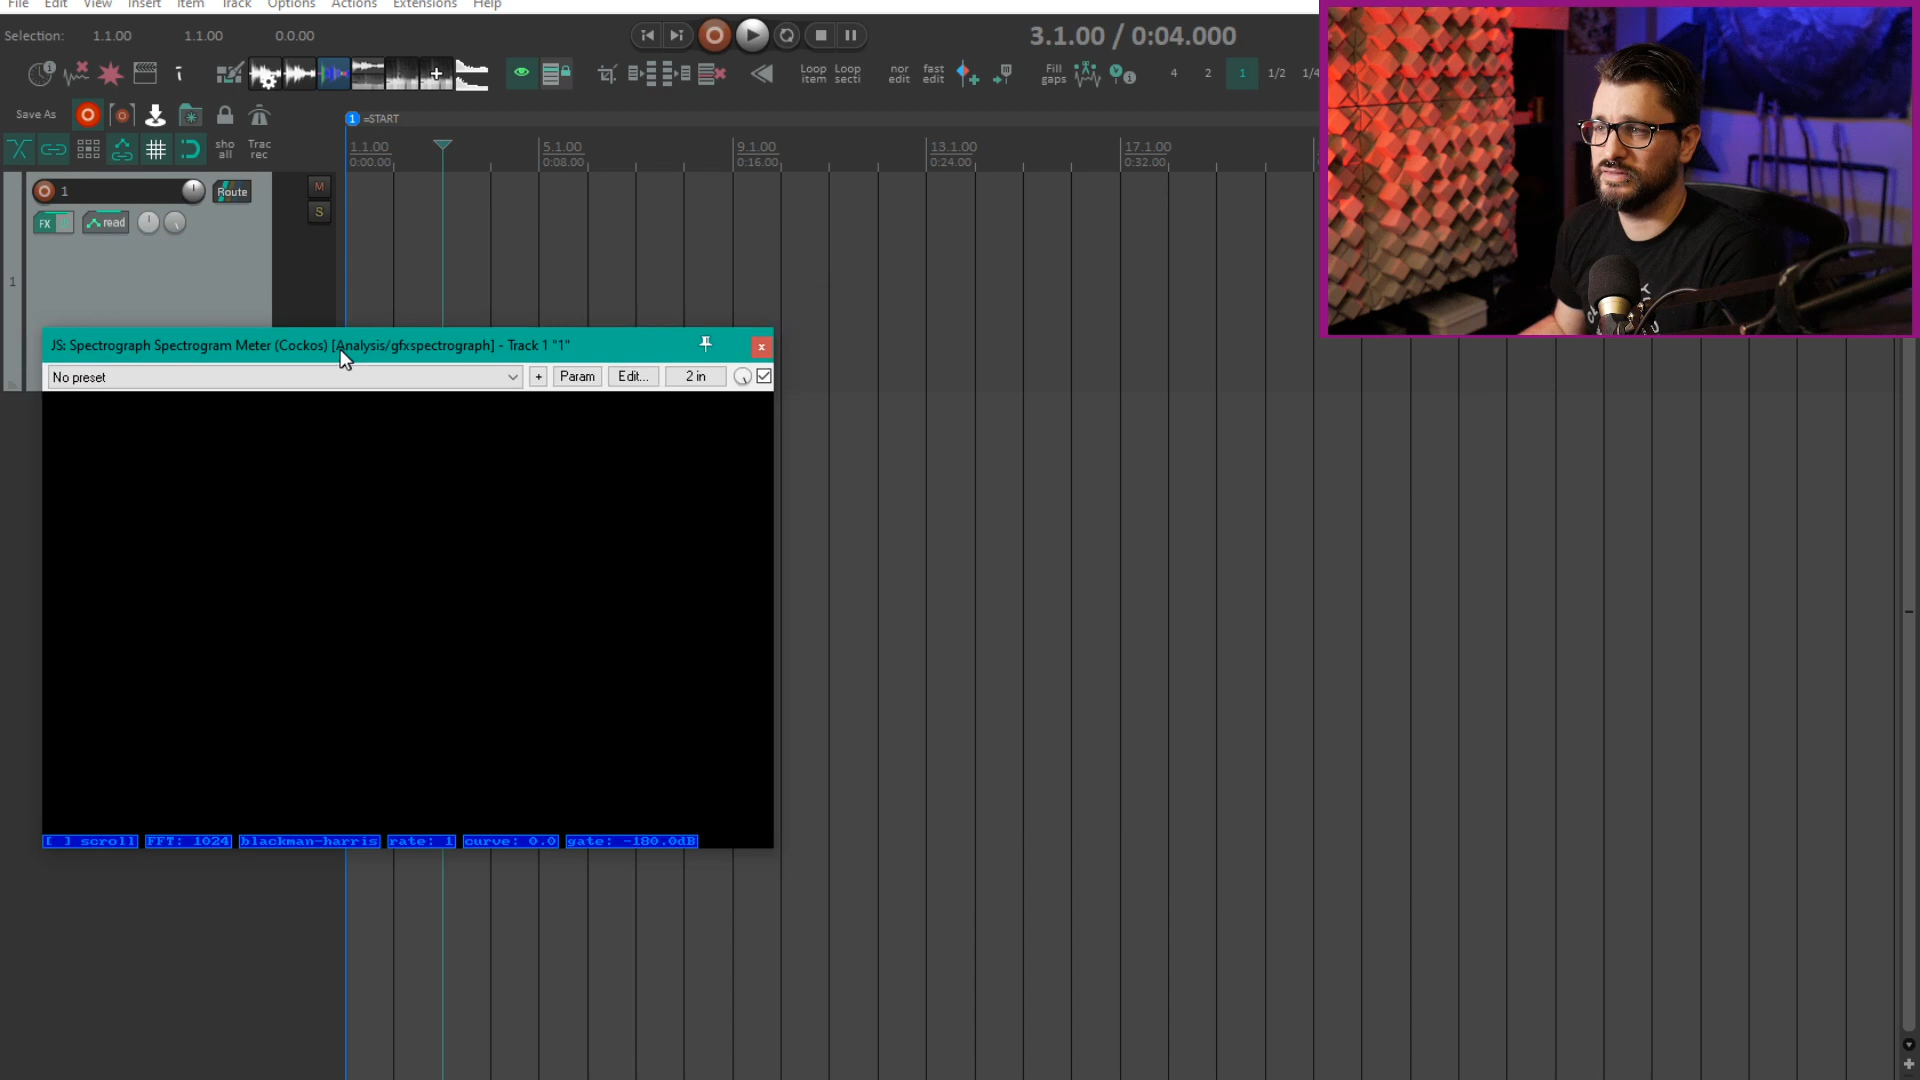 File Edit View Insert Item Track Options Actions Extensions Help
Selection: 1.1.00 1.1.00 0.0.00
3.1.00 / 0:04.000
Loop item Loop secti nor edit fast edit Fill gaps 4 2 1 1/2 1/4
Save As
1 =START
sho all Trac rec
1.1.00 5.1.00 9.1.00 13.1.00 17.1.00
0:00.00 0:08.00 0:16.00 0:24.00 0:32.00
1 Route M
FX read S
1
JS: Spectrograph Spectrogram Meter (Cockos) [Analysis/gfxspectrograph] - Track 1 "1" x
No preset + Param Edit... 2 in
[ ] scroll FFT: 1024 blackman-harris rate: 1 curve: 0.0 gate: -180.0dB